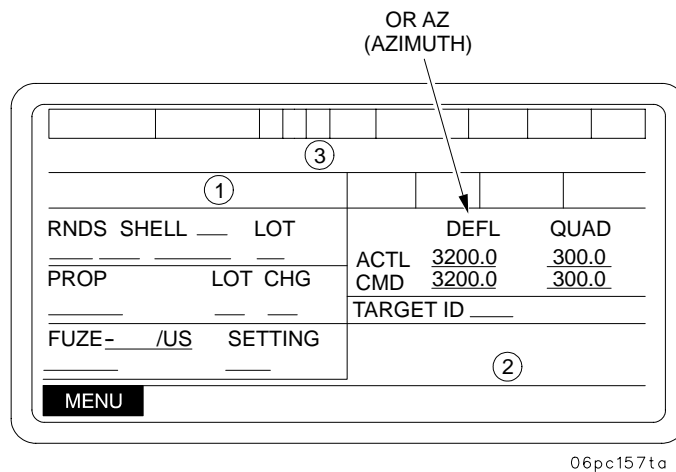 OR AZ
(AZIMUTH)
3
1
RNDS SHELL LOT
DEFL QUAD
ACTL 3200.0 300.0
CMD 3200.0 300.0
PROP LOT CHG
TARGET ID
FUZE- /US SETTING
2
MENU
06pc157ta